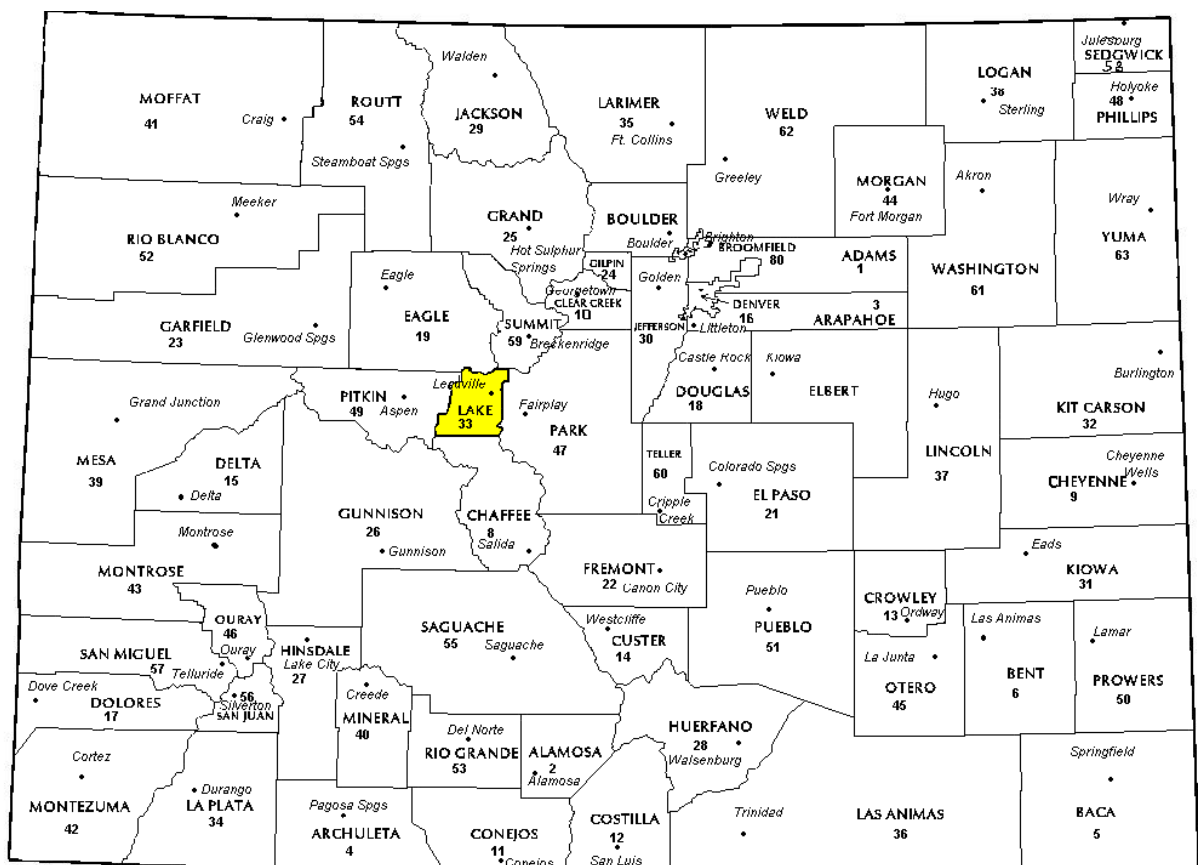 Walden
Julesburg
SEDGWICK
58
MOFFAT
41
Craig
ROUTT
54
Steamboat Spgs
JACKSON
29
LARIMER
35
Ft. Collins
WELD
62
Greeley
LOGAN
38
Sterling
Holyoke
48
PHILLIPS
Meeker
RIO BLANCO
52
GRAND
25
Hot Sulphur
Springs
BOULDER
Boulder
MORGAN
44
Fort Morgan
Akron
WASHINGTON
61
Wray
YUMA
63
Brighton
BROOMFIELD
80
ADAMS
1
GILPIN
24
Golden
Georgetown
CLEAR CREEK
10
Eagle
EAGLE
19
GARFIELD
23
Glenwood Spgs
SUMMIT
59
Breckenridge
JEFFERSON
30
DENVER
16
Littleton
3
ARAPAHOE
Castle Rock
DOUGLAS
18
Kiowa
ELBERT
Hugo
LINCOLN
37
Burlington
KIT CARSON
32
Grand Junction
MESA
39
PITKIN
49
Aspen
Leadville
LAKE
33
Fairplay
PARK
47
DELTA
15
Delta
TELLER
60
Cripple
Creek
Colorado Spgs
EL PASO
21
Cheyenne
Wells
CHEYENNE
9
Montrose
MONTROSE
43
GUNNISON
26
Gunnison
CHAFFEE
8
Salida
FREMONT
22
Canon City
Eads
KIOWA
31
OURAY
46
Ouray
SAN MIGUEL
57
Telluride
HINSDALE
Lake City
27
SAGUACHE
55
Saguache
Westcliffe
CUSTER
14
Pueblo
PUEBLO
51
CROWLEY
13
Ordway
La Junta
OTERO
45
Las Animas
BENT
6
Lamar
PROWERS
50
Dove Creek
DOLORES
17
56
Silverton
SAN JUAN
Creede
MINERAL
40
Del Norte
RIO GRANDE
53
ALAMOSA
2
Alamosa
HUERFANO
28
Walsenburg
Cortez
MONTEZUMA
42
Durango
LA PLATA
34
Pagosa Spgs
ARCHULETA
4
CONEJOS
11
Conejos
COSTILLA
12
San Luis
Trinidad
LAS ANIMAS
36
Springfield
BACA
5